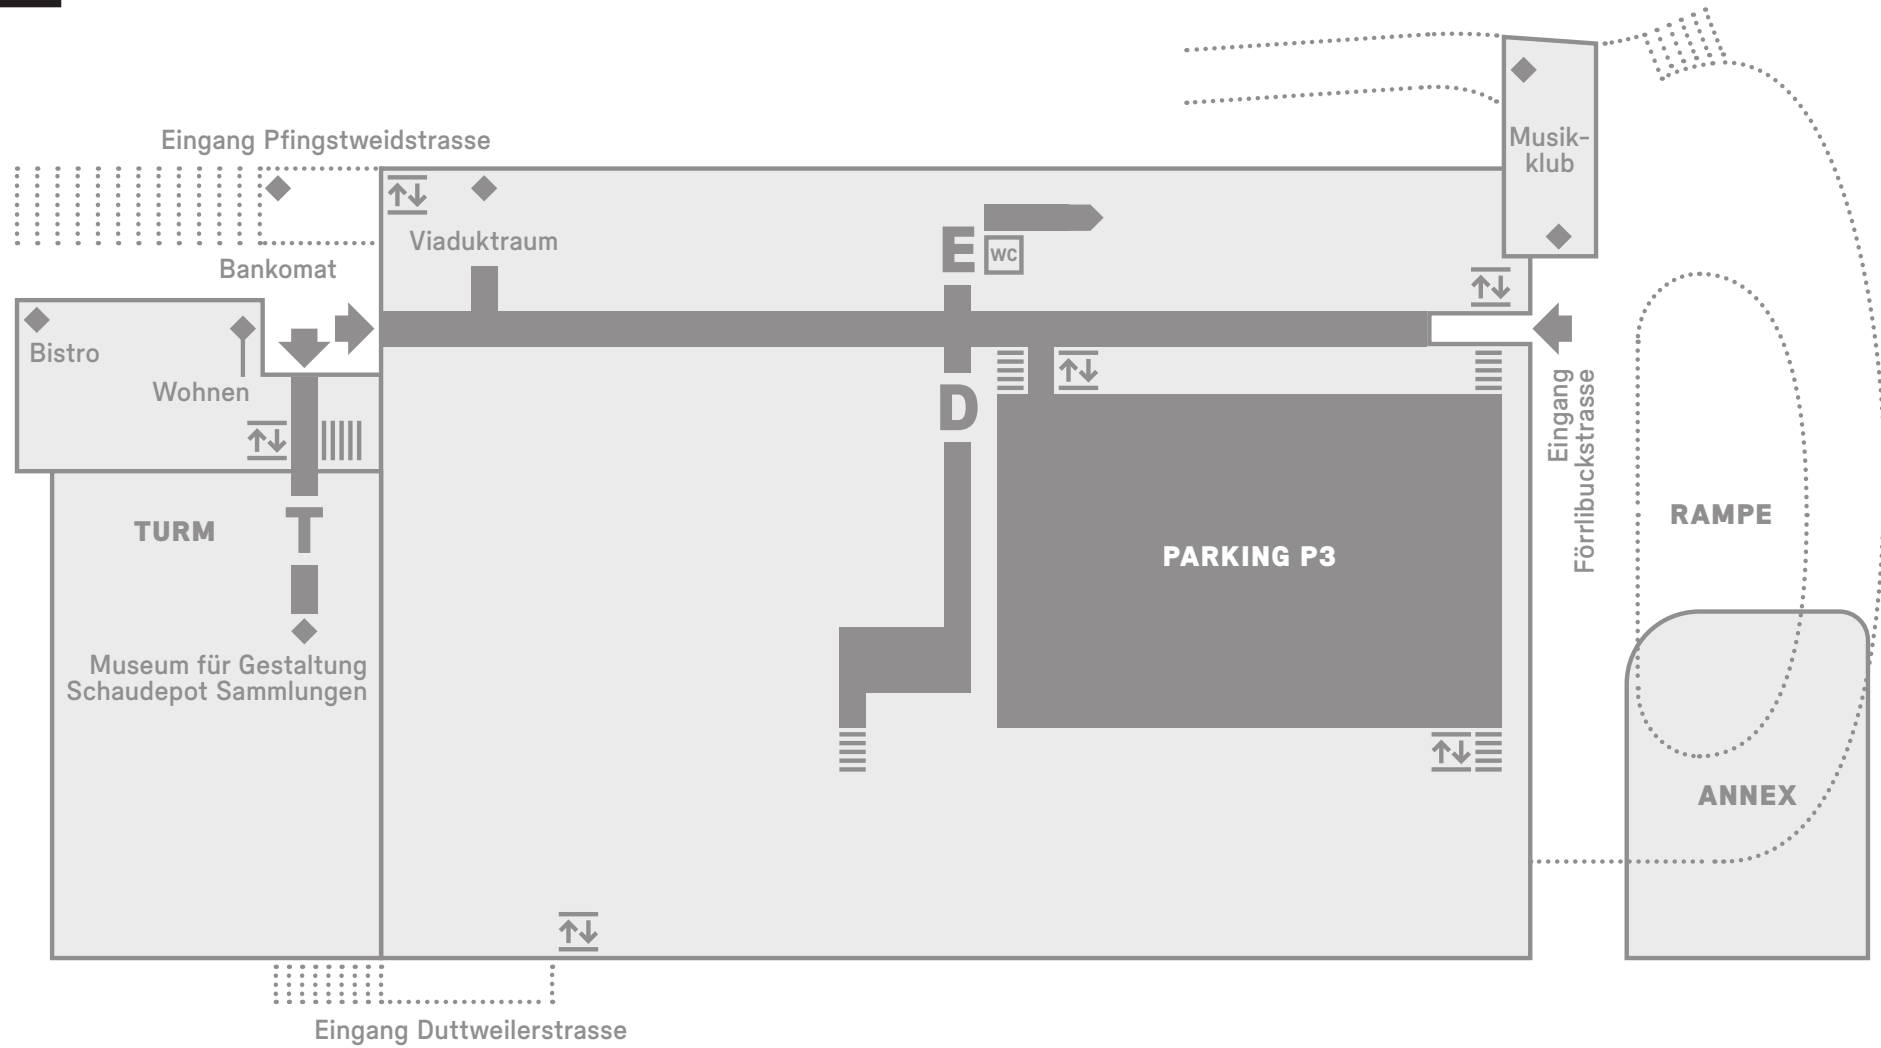 Eingang Pfingstweidstrasse
Musik-
klub
Viaduktraum
E
WC
Bankomat
Bistro
Wohnen
D
Eingang
Förrlibuckstrasse
T
TURM
RAMPE
PARKING P3
Museum für Gestaltung
Schaudepot Sammlungen
ANNEX
Eingang Duttweilerstrasse